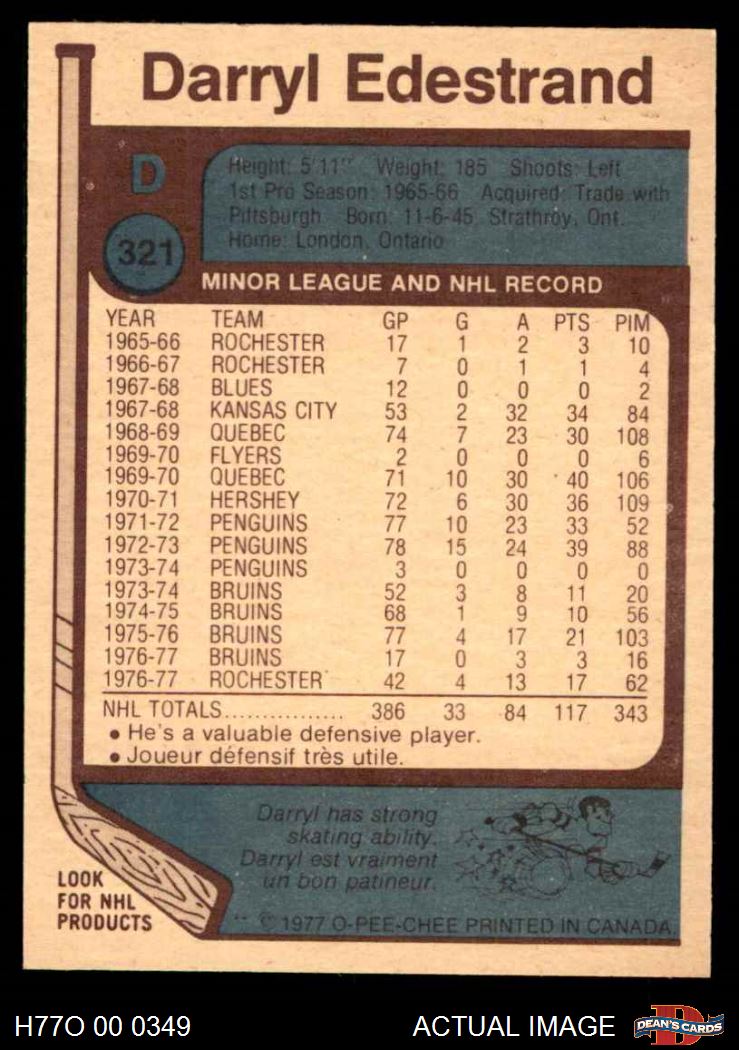 Darryl Edestrand
D
321
Height: 5'11" Weight: 185 Shoots: Left
1st Pro Season: 1965-66 Acquired: Trade with
Pittsburgh Born: 11-6-45, Strathroy, Ont.
Home: London, Ontario
MINOR LEAGUE AND NHL RECORD
YEAR TEAM GP G A PTS PIM
1965-66 ROCHESTER 17 1 2 3 10
1966-67 ROCHESTER 7 0 1 1 4
1967-68 BLUES 12 0 0 0 2
1967-68 KANSAS CITY 53 2 32 34 84
1968-69 QUEBEC 74 7 23 30 108
1969-70 FLYERS 2 0 0 0 6
1969-70 QUEBEC 71 10 30 40 106
1970-71 HERSHEY 72 6 30 36 109
1971-72 PENGUINS 77 10 23 33 52
1972-73 PENGUINS 78 15 24 39 88
1973-74 PENGUINS 3 0 0 0 0
1973-74 BRUINS 52 3 8 11 20
1974-75 BRUINS 68 1 9 10 56
1975-76 BRUINS 77 4 17 21 103
1976-77 BRUINS 17 0 3 3 16
1976-77 ROCHESTER 42 4 13 17 62
NHL TOTALS................ 386 33 84 117 343
• He's a valuable defensive player.
• Joueur défensif très utile.
Darryl has strong
skating ability.
Darryl est vraiment
un bon patineur.
LOOK
FOR NHL
PRODUCTS
** © 1977 O-PEE-CHEE PRINTED IN CANADA.
H77O 00 0349
ACTUAL IMAGE
D
DEAN'S CARDS